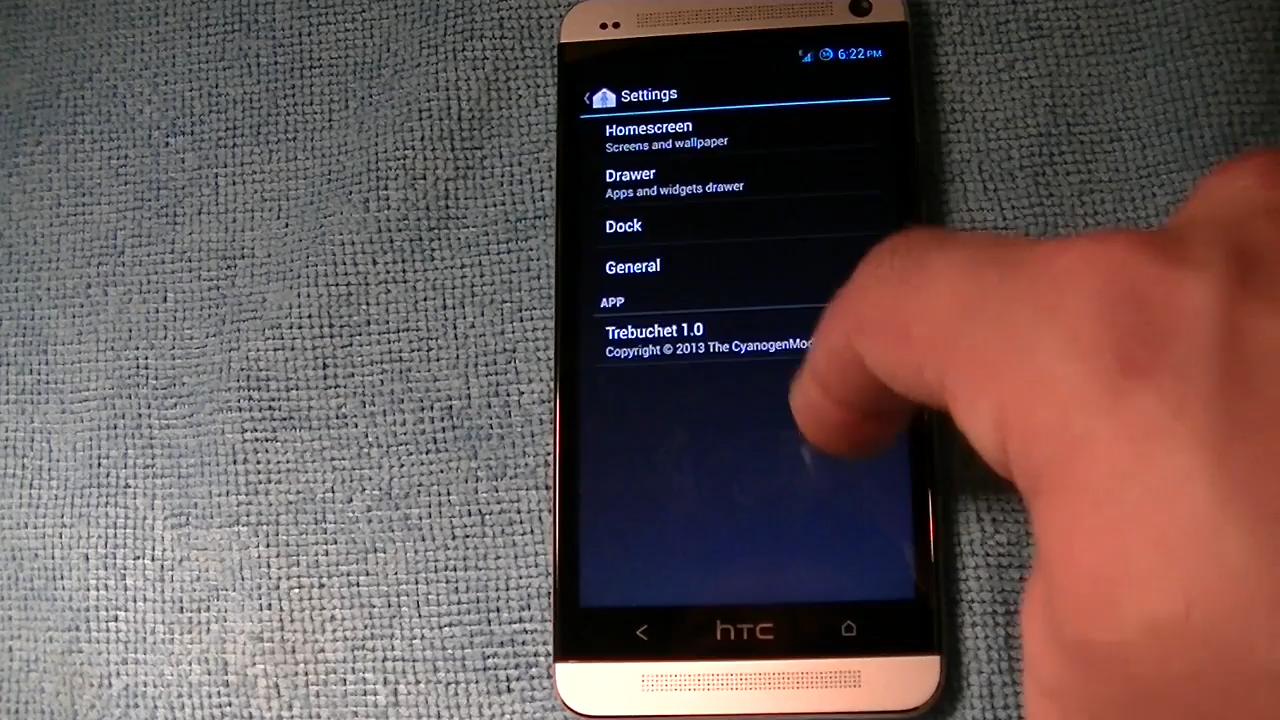 6:22 PM
Settings
Homescreen
Screens and wallpaper
Drawer
Apps and widgets drawer
Dock
General
APP
Trebuchet 1.0
Copyright © 2013 The CyanogenMod
hTC